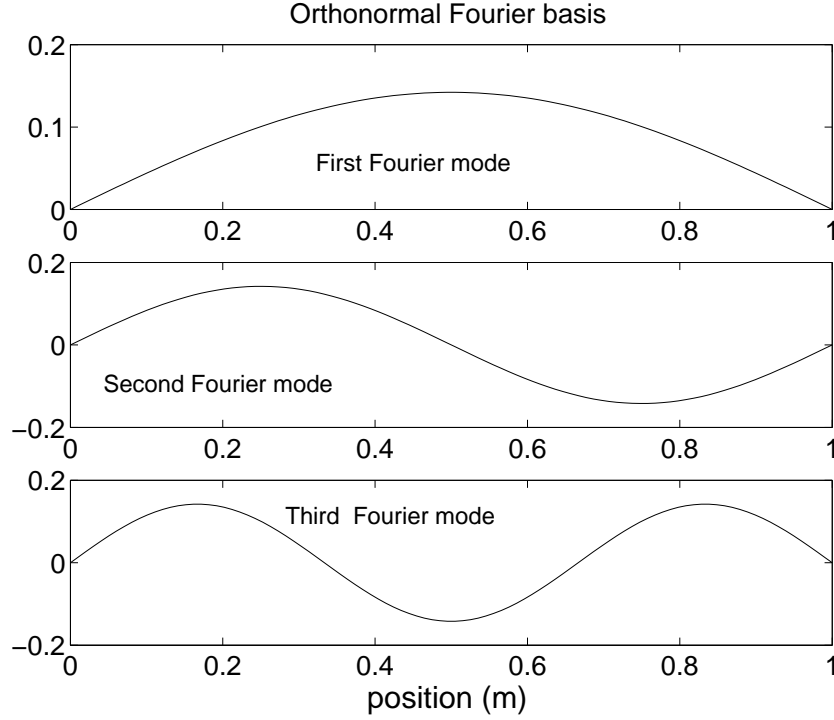 Orthonormal Fourier basis
0.2
0.1
0
First Fourier mode
0 0.2 0.4 0.6 0.8 1
0.2
0
−0.2
Second Fourier mode
0 0.2 0.4 0.6 0.8 1
0.2
0
−0.2
Third Fourier mode
0 0.2 0.4 0.6 0.8 1
position (m)